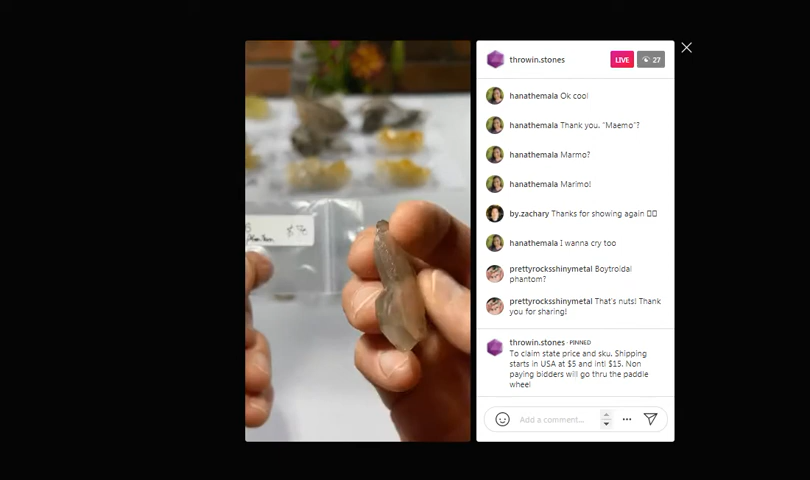 throwin.stones
LIVE
27
hanathemala Ok cool
hanathemala Thank you. "Maemo"?
hanathemala Marmo?
hanathemala Marimo!
by.zachary Thanks for showing again
hanathemala I wanna cry too
prettyrocksshinymetal Boytroidal
phantom?
prettyrocksshinymetal That's nuts! Thank
you for sharing!
throwin.stones · PINNED
To claim state price and sku. Shipping
starts in USA at $5 and intl $15. Non
paying bidders will go thru the paddle
wheel
Add a comment...